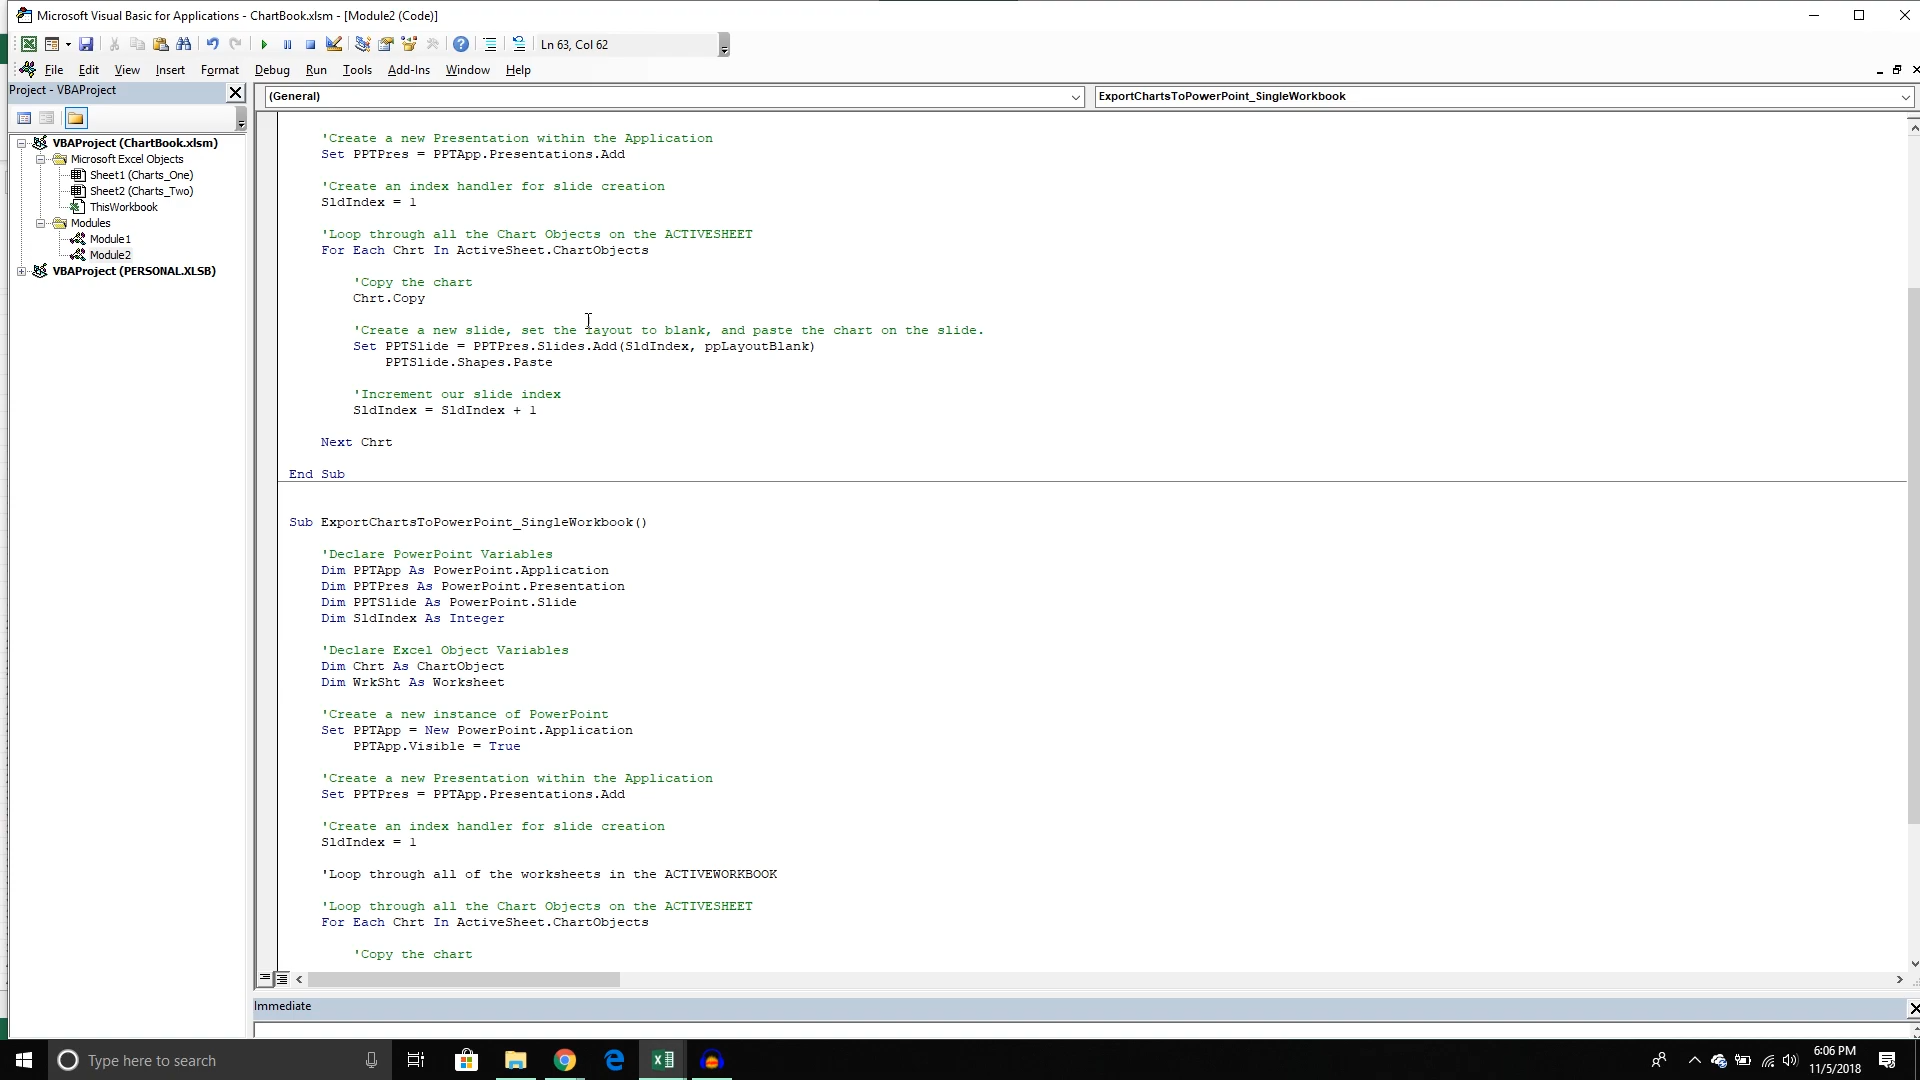 Microsoft Visual Basic for Applications - ChartBook.xlsm - [Module2 (Code)]
Ln 63, Col 62
File Edit View Insert Format Debug Run Tools Add-Ins Window Help
Project - VBAProject
VBAProject (ChartBook.xlsm)
Microsoft Excel Objects
Sheet1 (Charts_One)
Sheet2 (Charts_Two)
ThisWorkbook
Modules
Module1
Module2
VBAProject (PERSONAL.XLSB)
(General)
ExportChartsToPowerPoint_SingleWorkbook
'Create a new Presentation within the Application
Set PPTPres = PPTApp.Presentations.Add
'Create an index handler for slide creation
SldIndex = 1
'Loop through all the Chart Objects on the ACTIVESHEET
For Each Chrt In ActiveSheet.ChartObjects
'Copy the chart
Chrt.Copy
'Create a new slide, set the layout to blank, and paste the chart on the slide.
Set PPTSlide = PPTPres.Slides.Add(SldIndex, ppLayoutBlank)
PPTSlide.Shapes.Paste
'Increment our slide index
SldIndex = SldIndex + 1
Next Chrt
End Sub
Sub ExportChartsToPowerPoint_SingleWorkbook()
'Declare PowerPoint Variables
Dim PPTApp As PowerPoint.Application
Dim PPTPres As PowerPoint.Presentation
Dim PPTSlide As PowerPoint.Slide
Dim SldIndex As Integer
'Declare Excel Object Variables
Dim Chrt As ChartObject
Dim WrkSht As Worksheet
'Create a new instance of PowerPoint
Set PPTApp = New PowerPoint.Application
PPTApp.Visible = True
'Create a new Presentation within the Application
Set PPTPres = PPTApp.Presentations.Add
'Create an index handler for slide creation
SldIndex = 1
'Loop through all of the worksheets in the ACTIVEWORKBOOK
'Loop through all the Chart Objects on the ACTIVESHEET
For Each Chrt In ActiveSheet.ChartObjects
'Copy the chart
Immediate
Type here to search
6:06 PM
11/5/2018